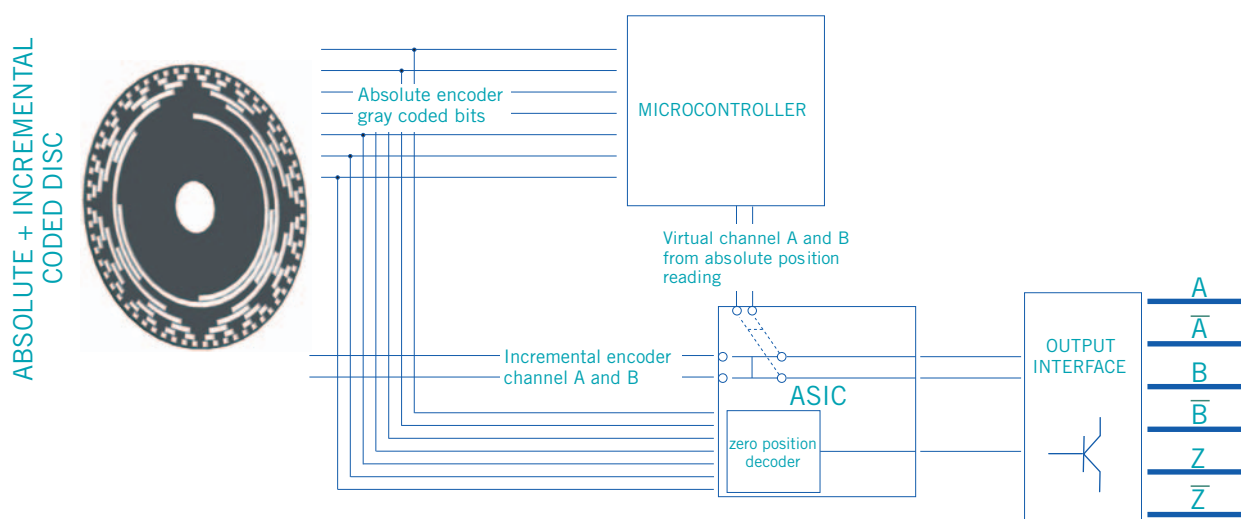 ABSOLUTE + INCREMENTAL
CODED DISC
Absolute encoder
gray coded bits
MICROCONTROLLER
Virtual channel A and B
from absolute position
reading
Incremental encoder
channel A and B
ASIC
zero position
decoder
OUTPUT
INTERFACE
A
A̅
B
B̅
Z
Z̅